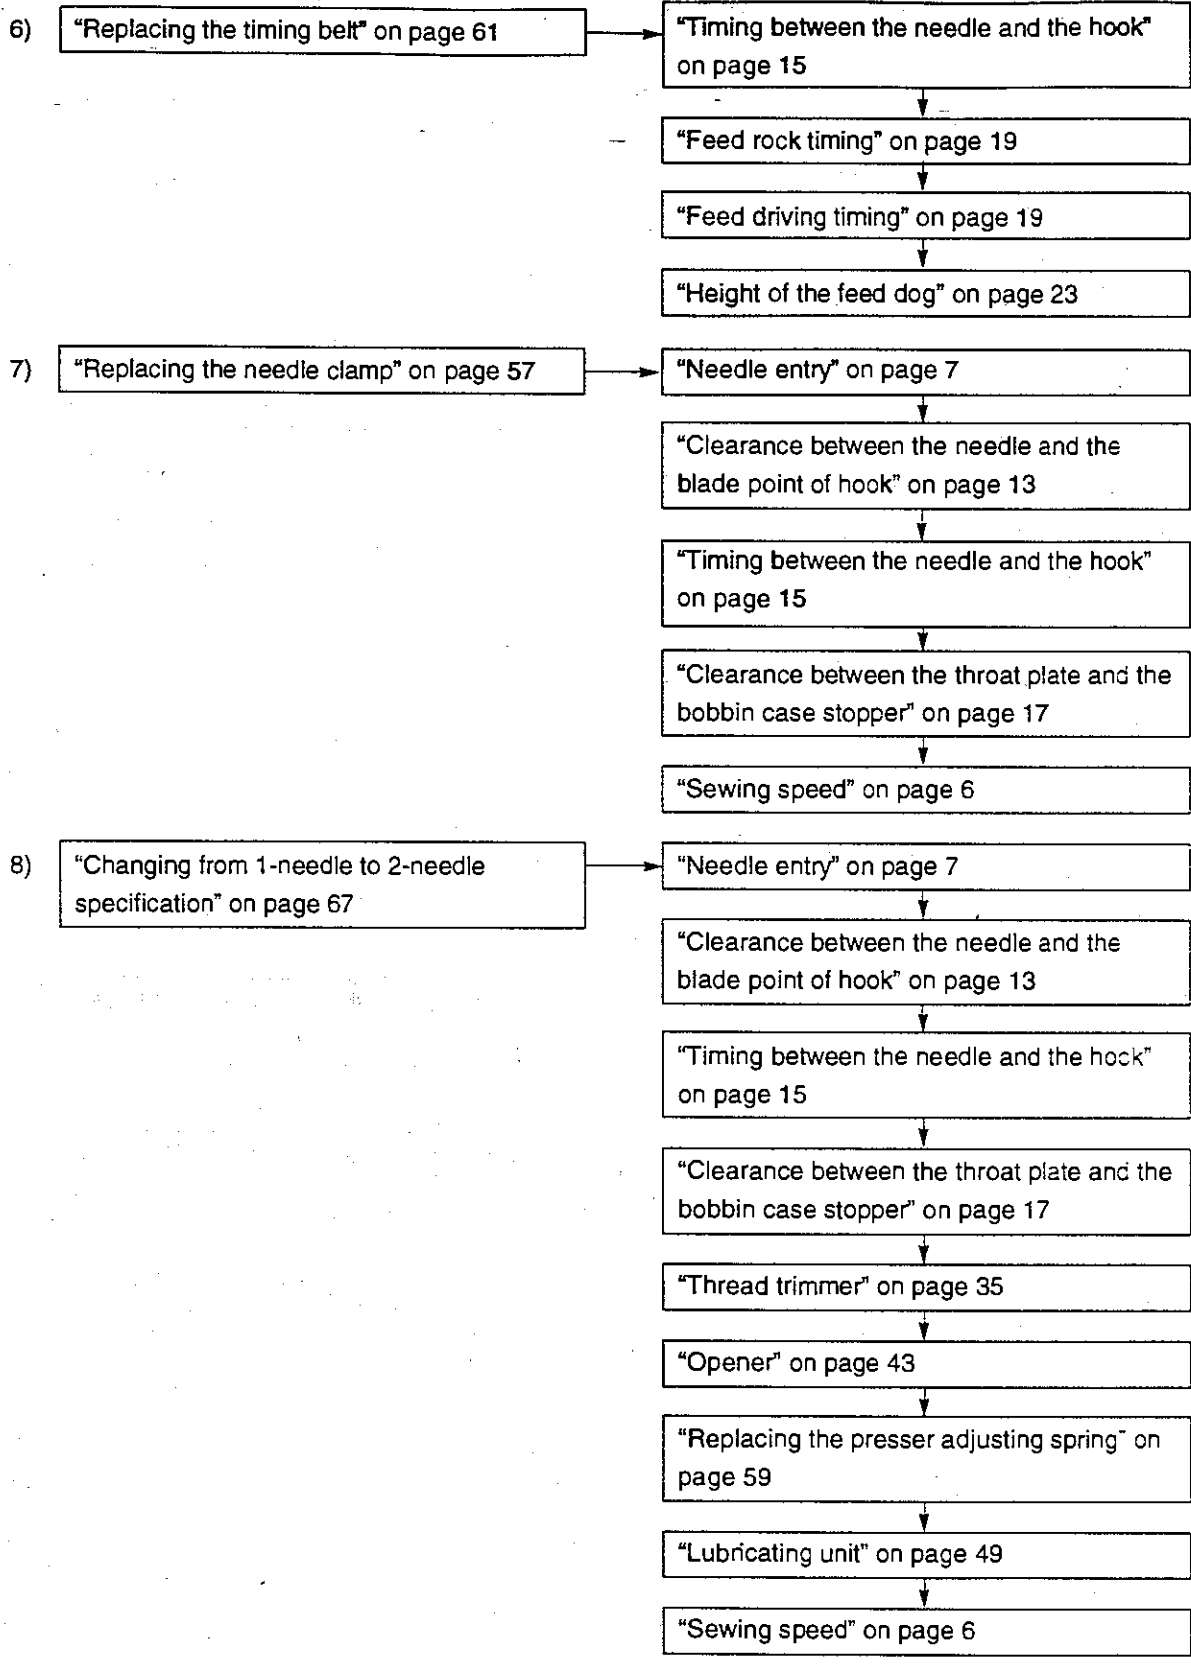 6) "Replacing the timing belt" on page 61
"Timing between the needle and the hook"
on page 15
"Feed rock timing" on page 19
"Feed driving timing" on page 19
"Height of the feed dog" on page 23
7) "Replacing the needle clamp" on page 57
"Needle entry" on page 7
"Clearance between the needle and the
blade point of hook" on page 13
"Timing between the needle and the hook"
on page 15
"Clearance between the throat plate and the
bobbin case stopper" on page 17
"Sewing speed" on page 6
8) "Changing from 1-needle to 2-needle
specification" on page 67
"Needle entry" on page 7
"Clearance between the needle and the
blade point of hook" on page 13
"Timing between the needle and the hook"
on page 15
"Clearance between the throat plate and the
bobbin case stopper" on page 17
"Thread trimmer" on page 35
"Opener" on page 43
"Replacing the presser adjusting spring" on
page 59
"Lubricating unit" on page 49
"Sewing speed" on page 6